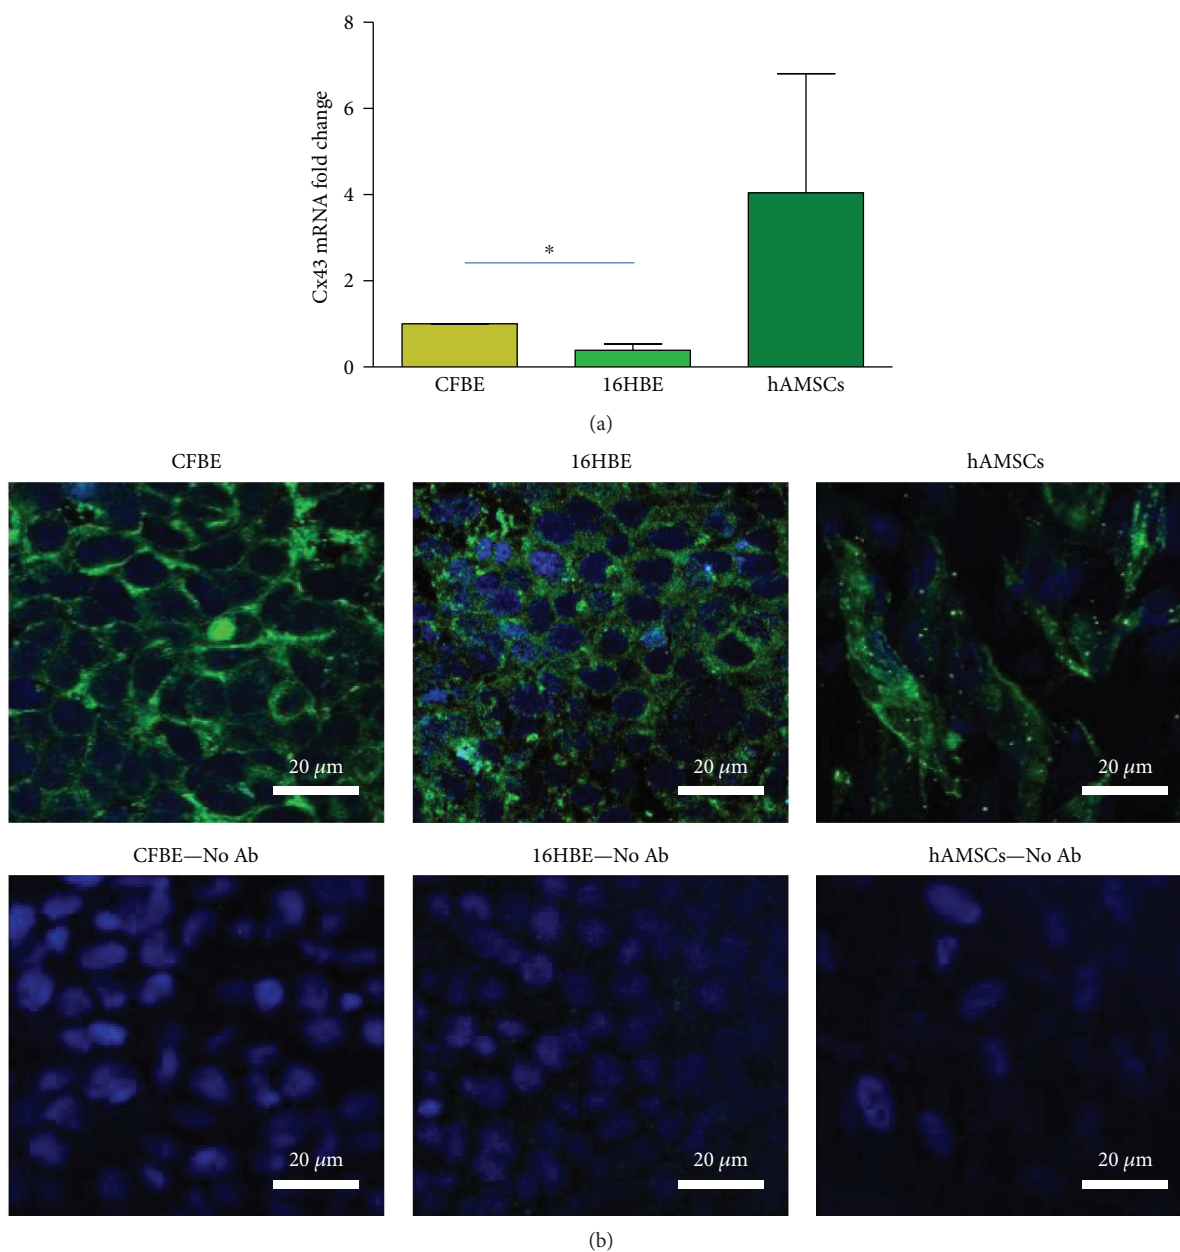 8
6
4
2
0
Cx43 mRNA fold change
*
CFBE 16HBE hAMSCs
(a)
CFBE 16HBE hAMSCs
20 μm 20 μm 20 μm
CFBE—No Ab 16HBE—No Ab hAMSCs—No Ab
20 μm 20 μm 20 μm
(b)